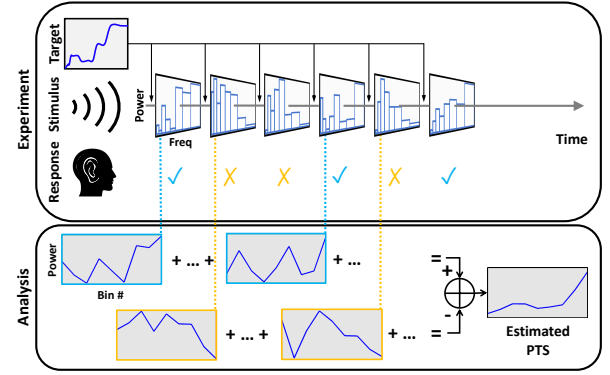 Experiment
Target
Stimulus
Response
Power
Freq
Time
✓ X X ✓ X ✓
Analysis
Power
Bin #
+ ... + + ... =
+
-
+ ... + + ... =
Estimated
PTS